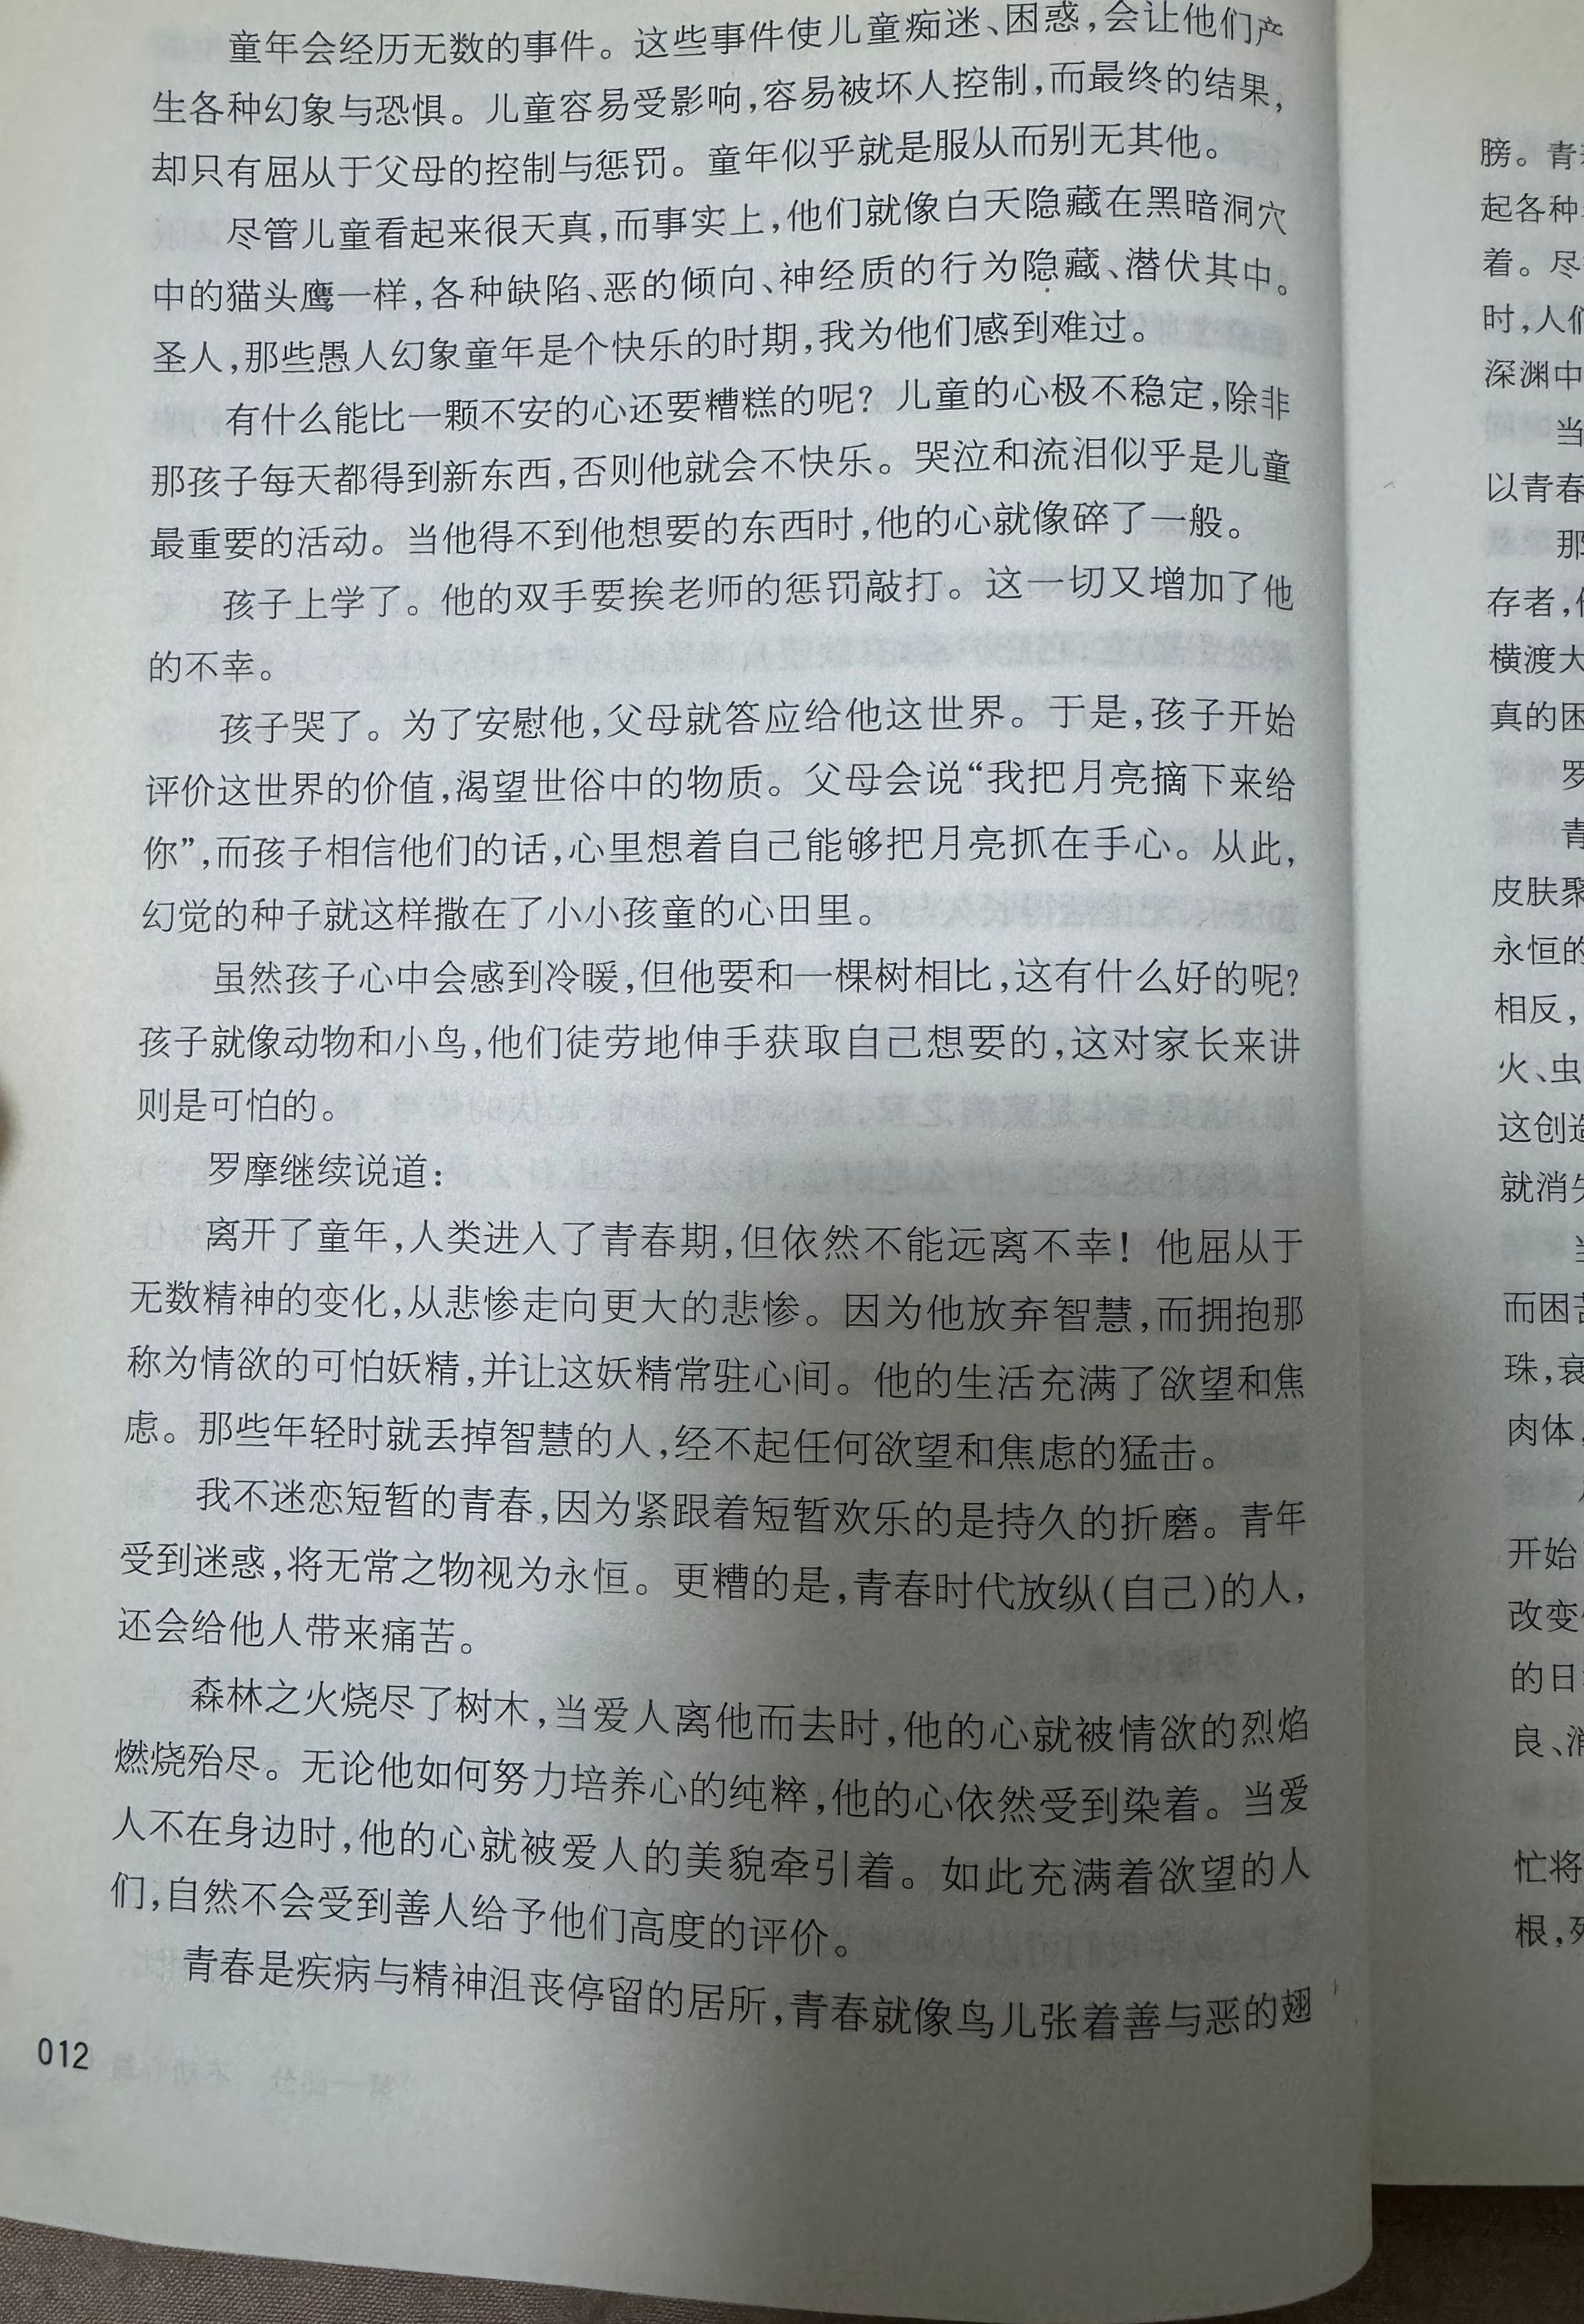 童年会经历无数的事件。这些事件使儿童痴迷、困惑,会让他们产
生各种幻象与恐惧。儿童容易受影响,容易被坏人控制,而最终的结果,
却只有屈从于父母的控制与惩罚。童年似乎就是服从而别无其他。
尽管儿童看起来很天真,而事实上,他们就像白天隐藏在黑暗洞穴
中的猫头鹰一样,各种缺陷、恶的倾向、神经质的行为隐藏、潜伏其中。
圣人,那些愚人幻象童年是个快乐的时期,我为他们感到难过。
有什么能比一颗不安的心还要糟糕的呢?儿童的心极不稳定,除非
那孩子每天都得到新东西,否则他就会不快乐。哭泣和流泪似乎是儿童
最重要的活动。当他得不到他想要的东西时,他的心就像碎了一般。
孩子上学了。他的双手要挨老师的惩罚敲打。这一切又增加了他
的不幸。
孩子哭了。为了安慰他,父母就答应给他这世界。于是,孩子开始
评价这世界的价值,渴望世俗中的物质。父母会说“我把月亮摘下来给
你”,而孩子相信他们的话,心里想着自己能够把月亮抓在手心。从此,
幻觉的种子就这样撒在了小小孩童的心田里。
虽然孩子心中会感到冷暖,但他要和一棵树相比,这有什么好的呢?
孩子就像动物和小鸟,他们徒劳地伸手获取自己想要的,这对家长来讲
则是可怕的。
罗摩继续说道:
离开了童年,人类进入了青春期,但依然不能远离不幸!他屈从于
无数精神的变化,从悲惨走向更大的悲惨。因为他放弃智慧,而拥抱那
称为情欲的可怕妖精,并让这妖精常驻心间。他的生活充满了欲望和焦
虑。那些年轻时就丢掉智慧的人,经不起任何欲望和焦虑的猛击。
我不迷恋短暂的青春,因为紧跟着短暂欢乐的是持久的折磨。青年
受到迷惑,将无常之物视为永恒。更糟的是,青春时代放纵(自己)的人,
还会给他人带来痛苦。
森林之火烧尽了树木,当爱人离他而去时,他的心就被情欲的烈焰
燃烧殆尽。无论他如何努力培养心的纯粹,他的心依然受到染着。当爱
人不在身边时,他的心就被爱人的美貌牵引着。如此充满着欲望的人
们,自然不会受到善人给予他们高度的评价。
青春是疾病与精神沮丧停留的居所,青春就像鸟儿张着善与恶的翅
012
膀。青
起各种
着。尽
时,人们
深渊中
当
以青春
那
存者,
横渡大
真的困
罗
青
皮肤聚
永恒的
相反,
火、虫
这创造
就消失
而困苦
珠,衰
肉体,
开始
改变
的日
良、消
忙将
根,死